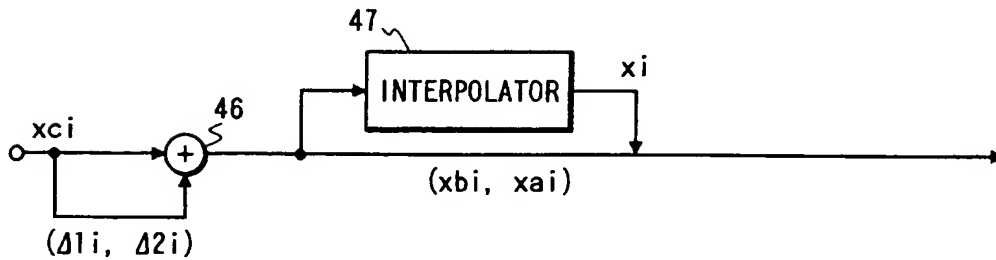 47
INTERPOLATOR
xi
46
xci
(xbi, xai)
(Δ1i, Δ2i)